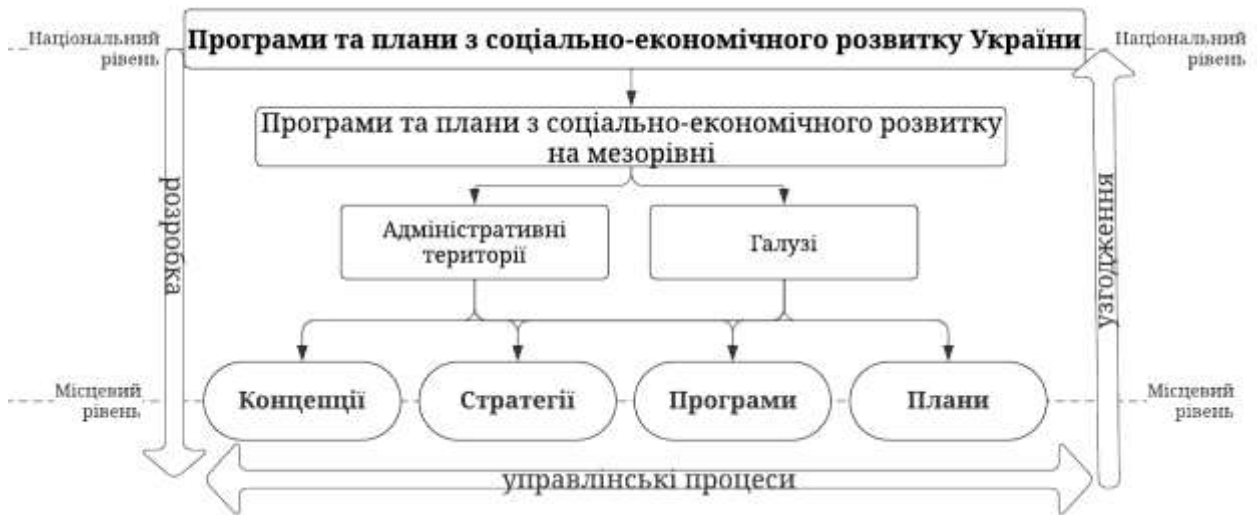 Національний
рівень
Програми та плани з соціально-економічного розвитку України
Національний
рівень
Програми та плани з соціально-економічного розвитку
на мезорівні
розробка
узгодження
Адміністративні
території
Галузі
Місцевий
рівень
Концепції
Стратегії
Програми
Плани
Місцевий
рівень
управлінські процеси